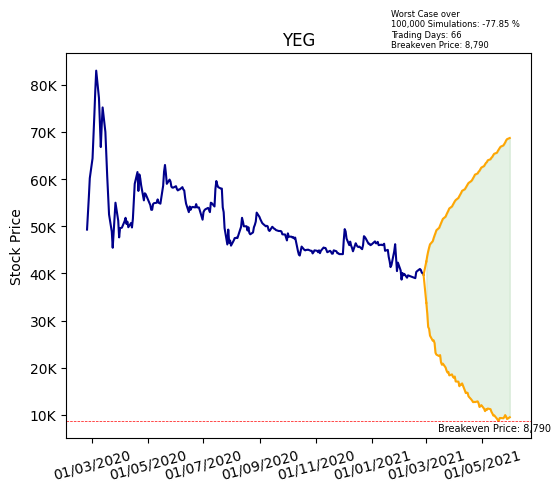 Worst Case over
100,000 Simulations: -77.85 %
Trading Days: 66
Breakeven Price: 8,790
YEG
Stock Price
80K
70K
60K
50K
40K
30K
20K
10K
Breakeven Price: 8,790
01/03/2020
01/05/2020
01/07/2020
01/09/2020
01/11/2020
01/01/2021
01/03/2021
01/05/2021